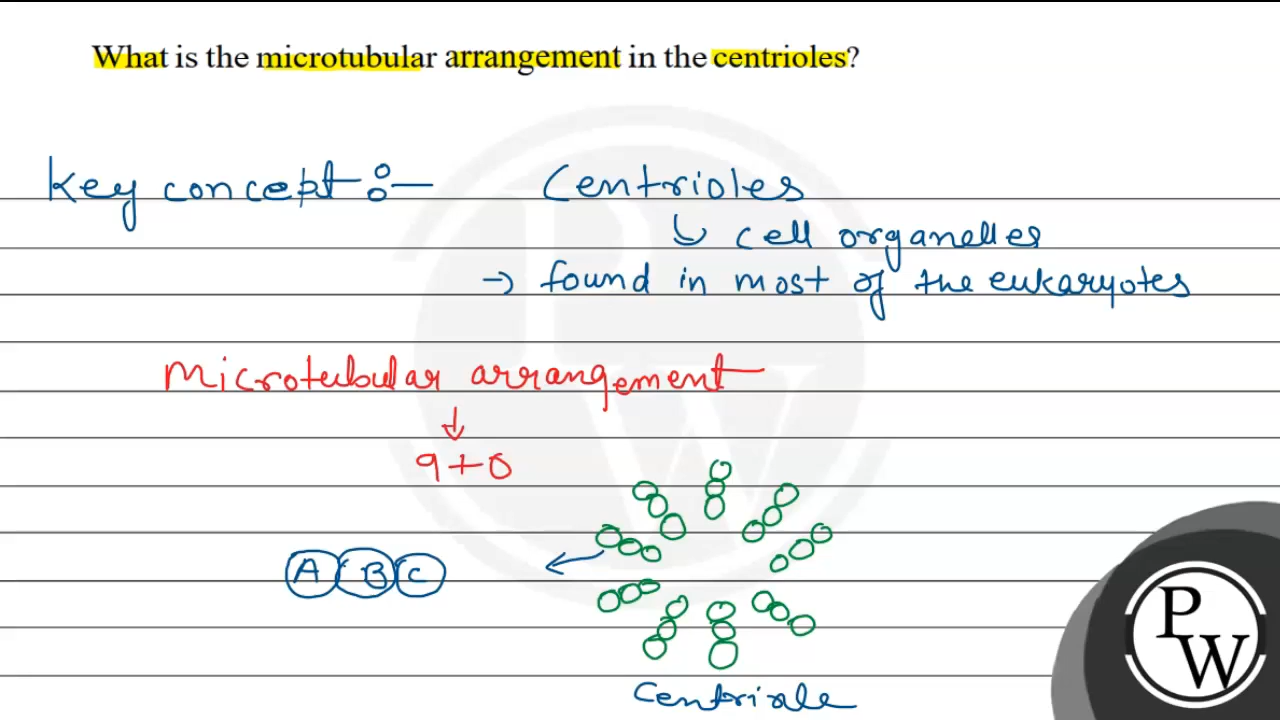 What is the microtubular arrangement in the centrioles?
Key concept :- Centrioles
↳ cell organelles
→ found in most of the eukaryotes
Microtubular arrangement
↓
9+0
A B C
Centriole
P
W